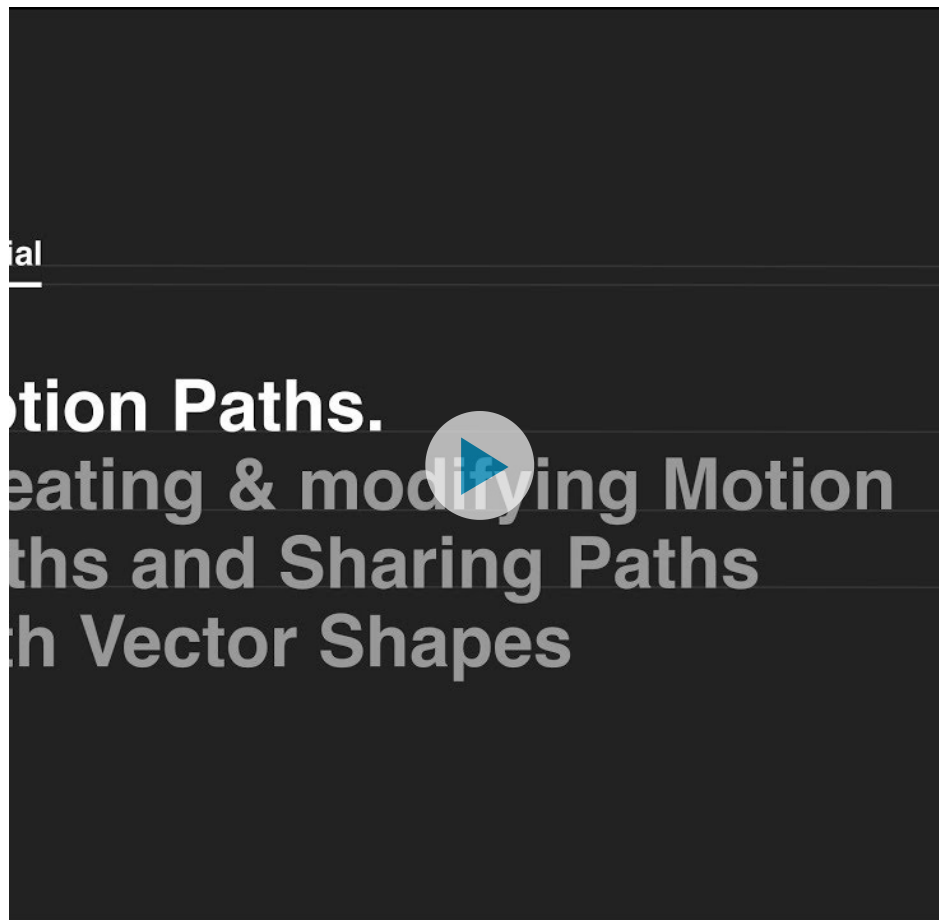 ial
otion Paths.
eating & modifying Motion
ths and Sharing Paths
th Vector Shapes